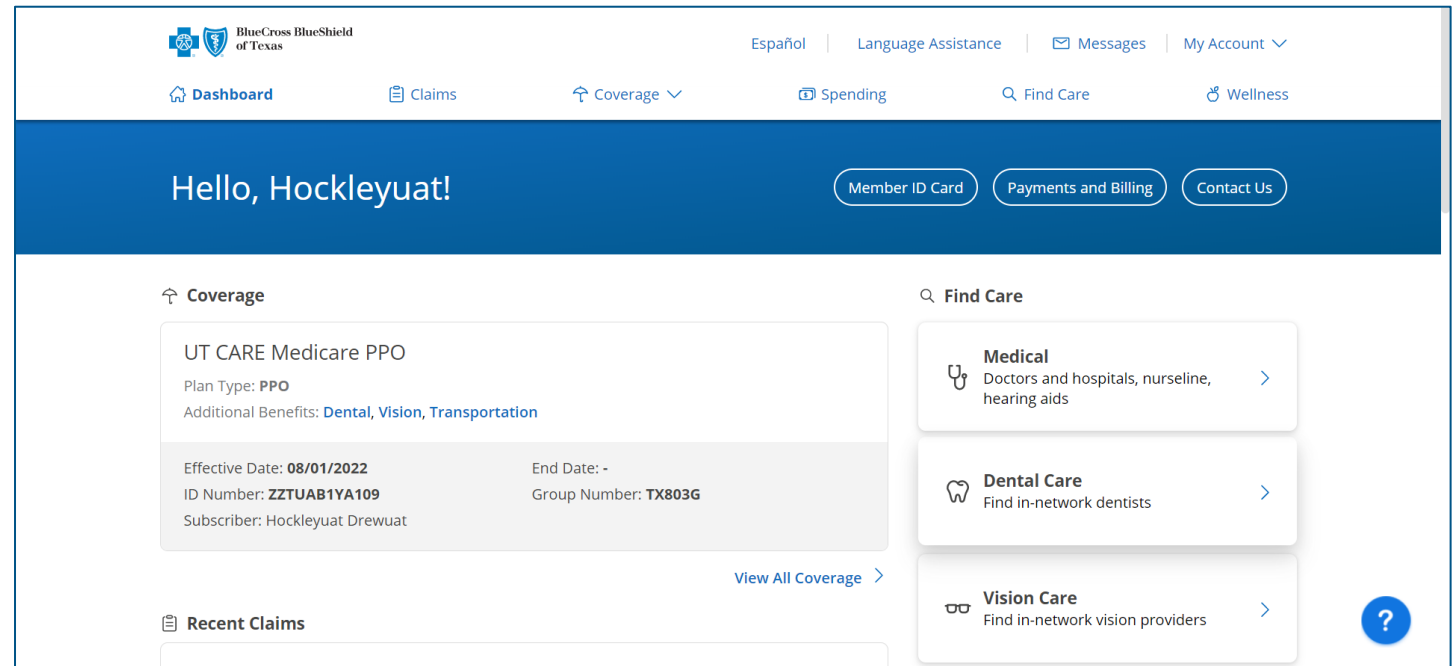 BlueCross BlueShield
of Texas
Español
Language Assistance
Messages
My Account
Dashboard
Claims
Coverage
Spending
Find Care
Wellness
Hello, Hockleyuat!
Member ID Card
Payments and Billing
Contact Us
Coverage
UT CARE Medicare PPO
Plan Type: PPO
Additional Benefits: Dental, Vision, Transportation
Effective Date: 08/01/2022
End Date: -
ID Number: ZZTUAB1YA109
Group Number: TX803G
Subscriber: Hockleyuat Drewuat
View All Coverage
Recent Claims
Find Care
Medical
Doctors and hospitals, nurseline,
hearing aids
Dental Care
Find in-network dentists
Vision Care
Find in-network vision providers
?